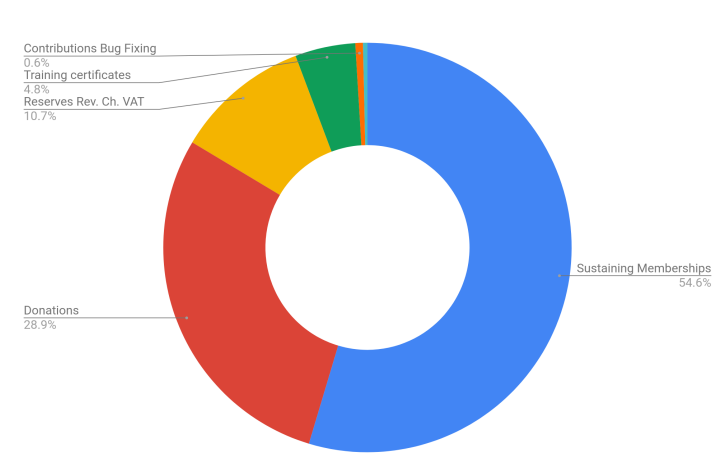 Contributions Bug Fixing
0.6%
Training certificates
4.8%
Reserves Rev. Ch. VAT
10.7%
Sustaining Memberships
54.6%
Donations
28.9%